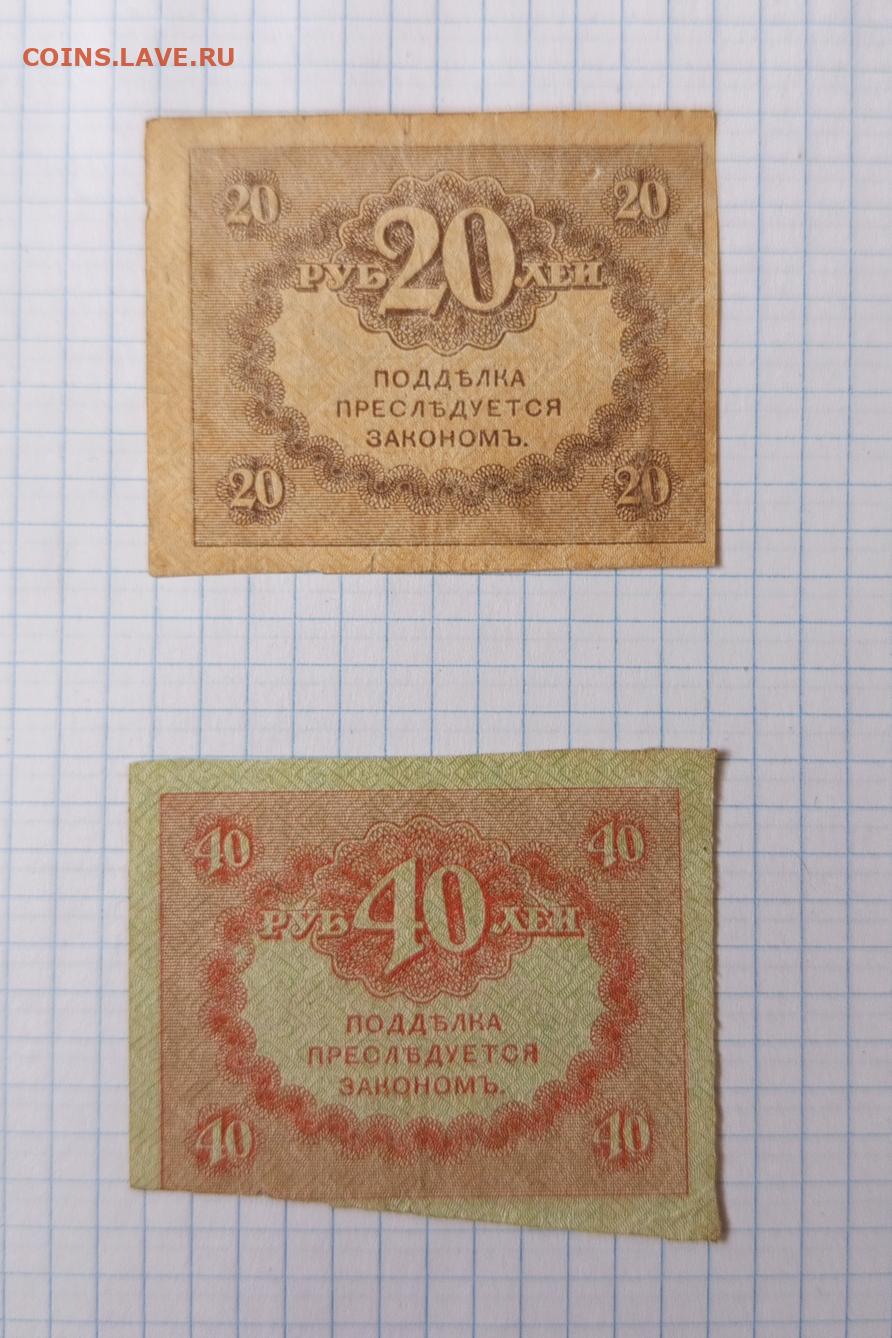 COINS.LAVE.RU
20 20
РУБ 20 ЛЕЙ
ПОДДѢЛКА
ПРЕСЛѢДУЕТСЯ
ЗАКОНОМЪ.
20 20
40 40
РУБ 40 ЛЕЙ
ПОДДѢЛКА
ПРЕСЛѢДУЕТСЯ
ЗАКОНОМЪ.
40 40